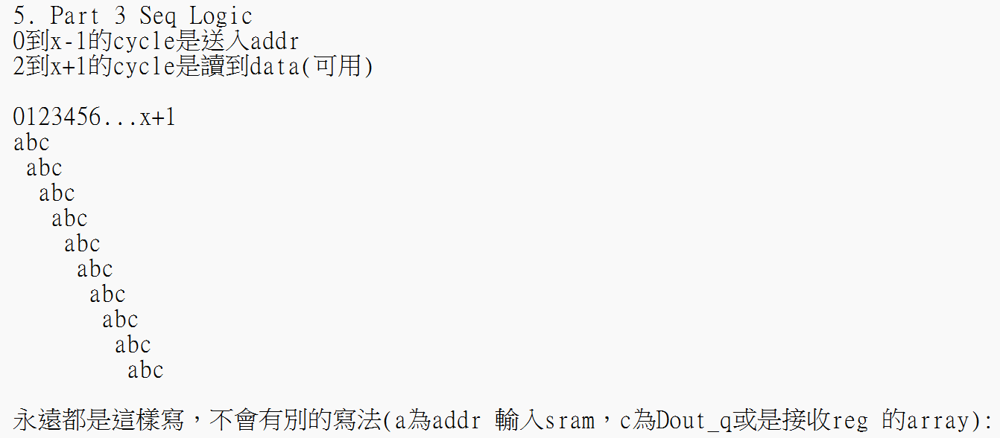 5. Part 3 Seq Logic
0到x-1的cycle是送入addr
2到x+1的cycle是讀到data(可用)

0123456...x+1
abc
 abc
  abc
   abc
    abc
     abc
      abc
       abc
        abc
         abc

永遠都是這樣寫，不會有別的寫法(a為addr 輸入sram，c為Dout_q或是接收reg 的array):